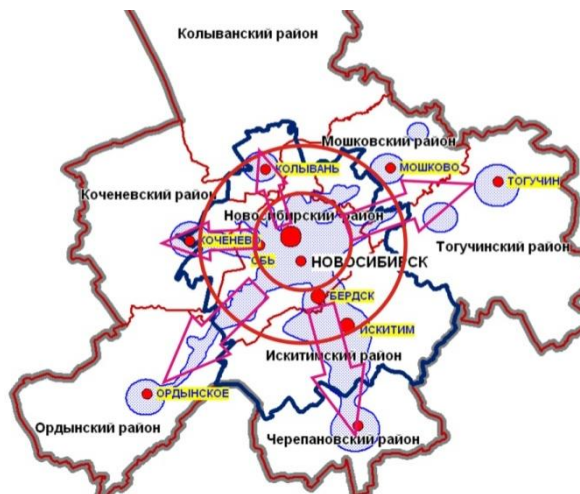 Колыванский район
Мошковский район
КОЛЫВАНЬ
МОШКОВО
ТОГУЧИН
Коченевский район
Новосибирский район
КОЧЕНЕВО
Тогучинский район
ОБЬ
НОВОСИБИРСК
БЕРДСК
ИСКИТИМ
Искитимский район
ОРДЫНСКОЕ
Ордынский район
Черепановский район